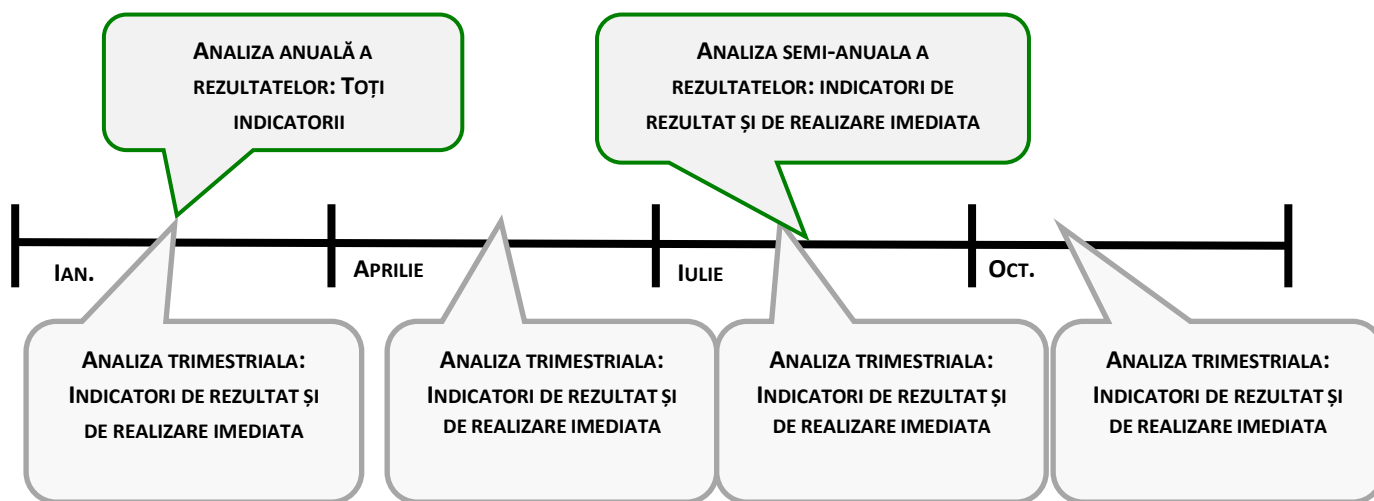 ANALIZA ANUALĂ A
REZULTATELOR: TOȚI
INDICATORII
ANALIZA SEMI-ANUALA A
REZULTATELOR: INDICATORI DE
REZULTAT ȘI DE REALIZARE IMEDIATA
IAN.
APRILIE
IULIE
OCT.
ANALIZA TRIMESTRIALA:
INDICATORI DE REZULTAT ȘI
DE REALIZARE IMEDIATA
ANALIZA TRIMESTRIALA:
INDICATORI DE REZULTAT ȘI
DE REALIZARE IMEDIATA
ANALIZA TRIMESTRIALA:
INDICATORI DE REZULTAT ȘI
DE REALIZARE IMEDIATA
ANALIZA TRIMESTRIALA:
INDICATORI DE REZULTAT ȘI
DE REALIZARE IMEDIATA